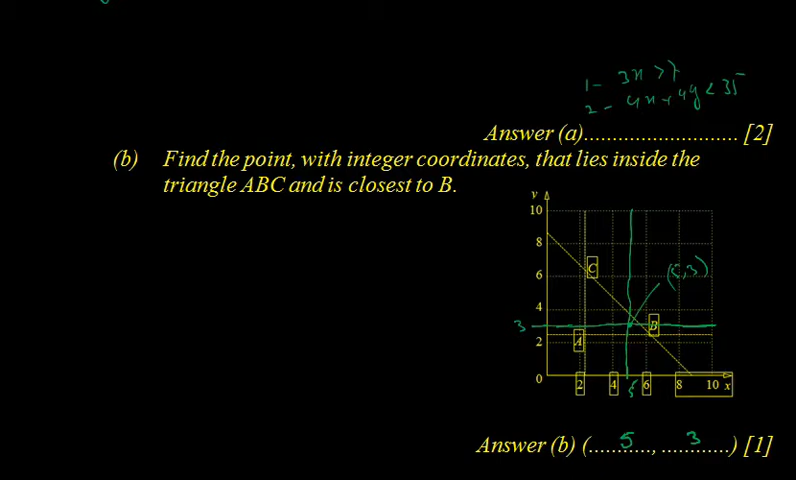 1- 3x > 7
2- 4x + 4y < 35
Answer (a)........................... [2]
(b) Find the point, with integer coordinates, that lies inside the
triangle ABC and is closest to B.
y
10
8
6
4
2
0
C
(5,3)
3
B
A
2 4 5 6 8 10 x
Answer (b) (.....5......, .....3.......) [1]